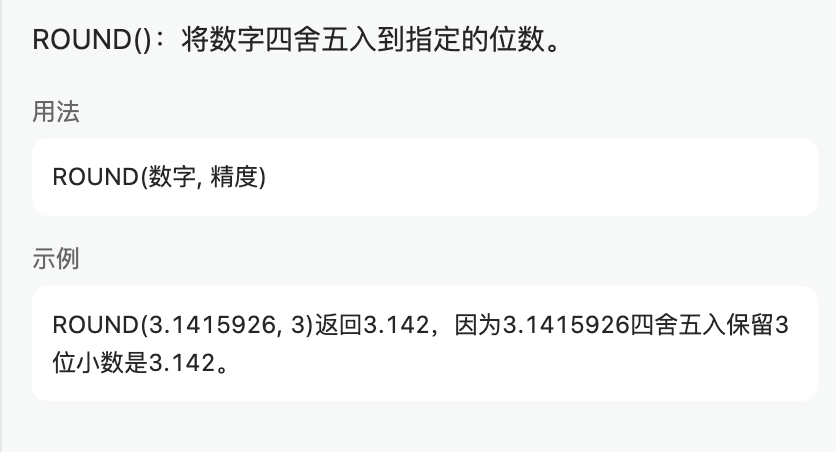 ROUND()：将数字四舍五入到指定的位数。
用法
ROUND(数字, 精度)
示例
ROUND(3.1415926, 3)返回3.142，因为3.1415926四舍五入保留3
位小数是3.142。